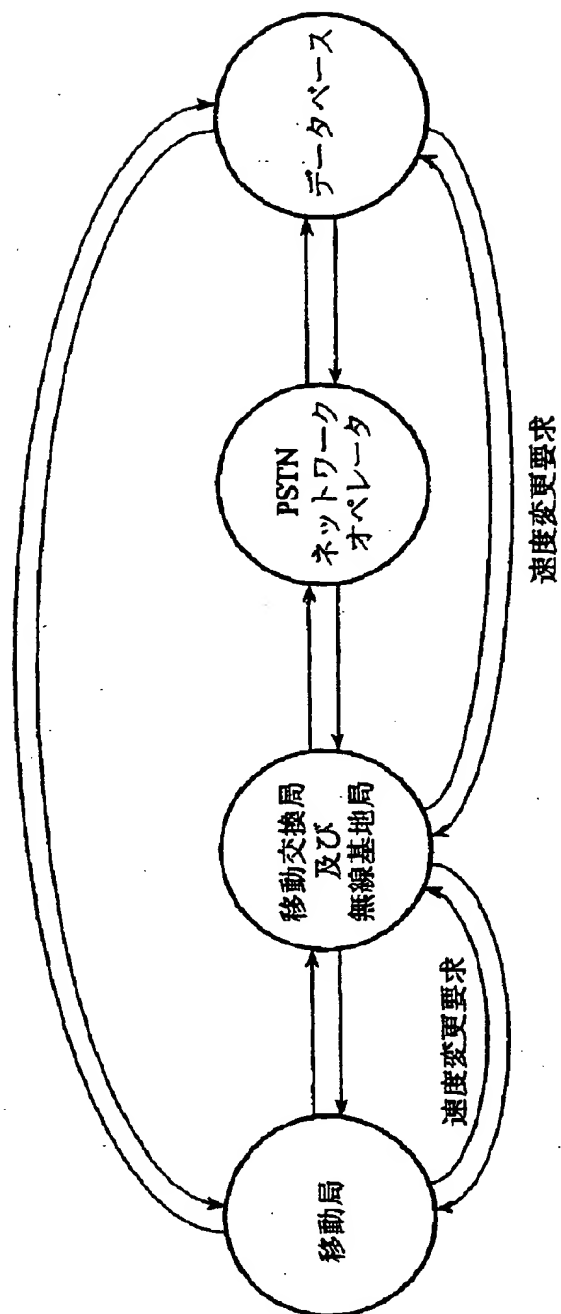 移動局
移動交換局
及び
無線基地局
PSTN
ネットワーク
オペレータ
データベース
速度変更要求
速度変更要求